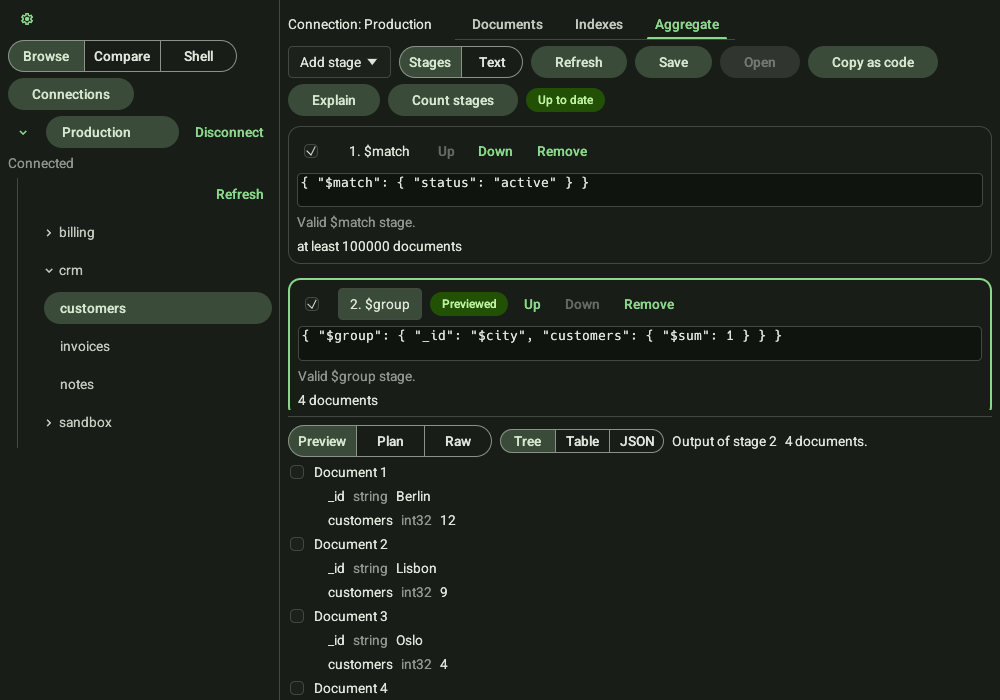 Browse Compare Shell
Connections
Production Disconnect
Connected
Refresh
billing
crm
customers
invoices
notes
sandbox
Connection: Production Documents Indexes Aggregate
Add stage Stages Text Refresh Save Open Copy as code
Explain Count stages Up to date
1. $match Up Down Remove
{ "$match": { "status": "active" } }
Valid $match stage.
at least 100000 documents
2. $group Previewed Up Down Remove
{ "$group": { "_id": "$city", "customers": { "$sum": 1 } } }
Valid $group stage.
4 documents
Preview Plan Raw Tree Table JSON Output of stage 2 4 documents.
Document 1
_id string Berlin
customers int32 12
Document 2
_id string Lisbon
customers int32 9
Document 3
_id string Oslo
customers int32 4
Document 4